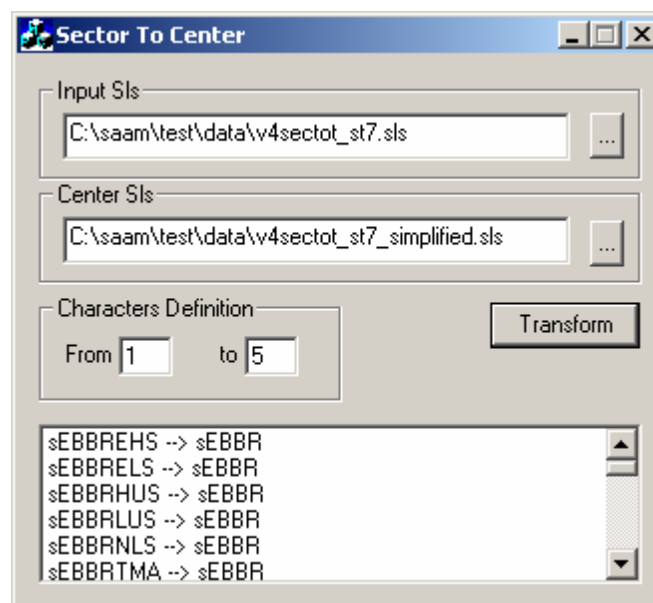 Sector To Center
Input Sls
C:\saam\test\data\v4sectot_st7.sls
...
Center Sls
C:\saam\test\data\v4sectot_st7_simplified.sls
...
Characters Definition
From 1 to 5
Transform
sEBBREHS --> sEBBR
sEBBRELS --> sEBBR
sEBBRHUS --> sEBBR
sEBBRLUS --> sEBBR
sEBBRNLS --> sEBBR
sEBBRTMA --> sEBBR